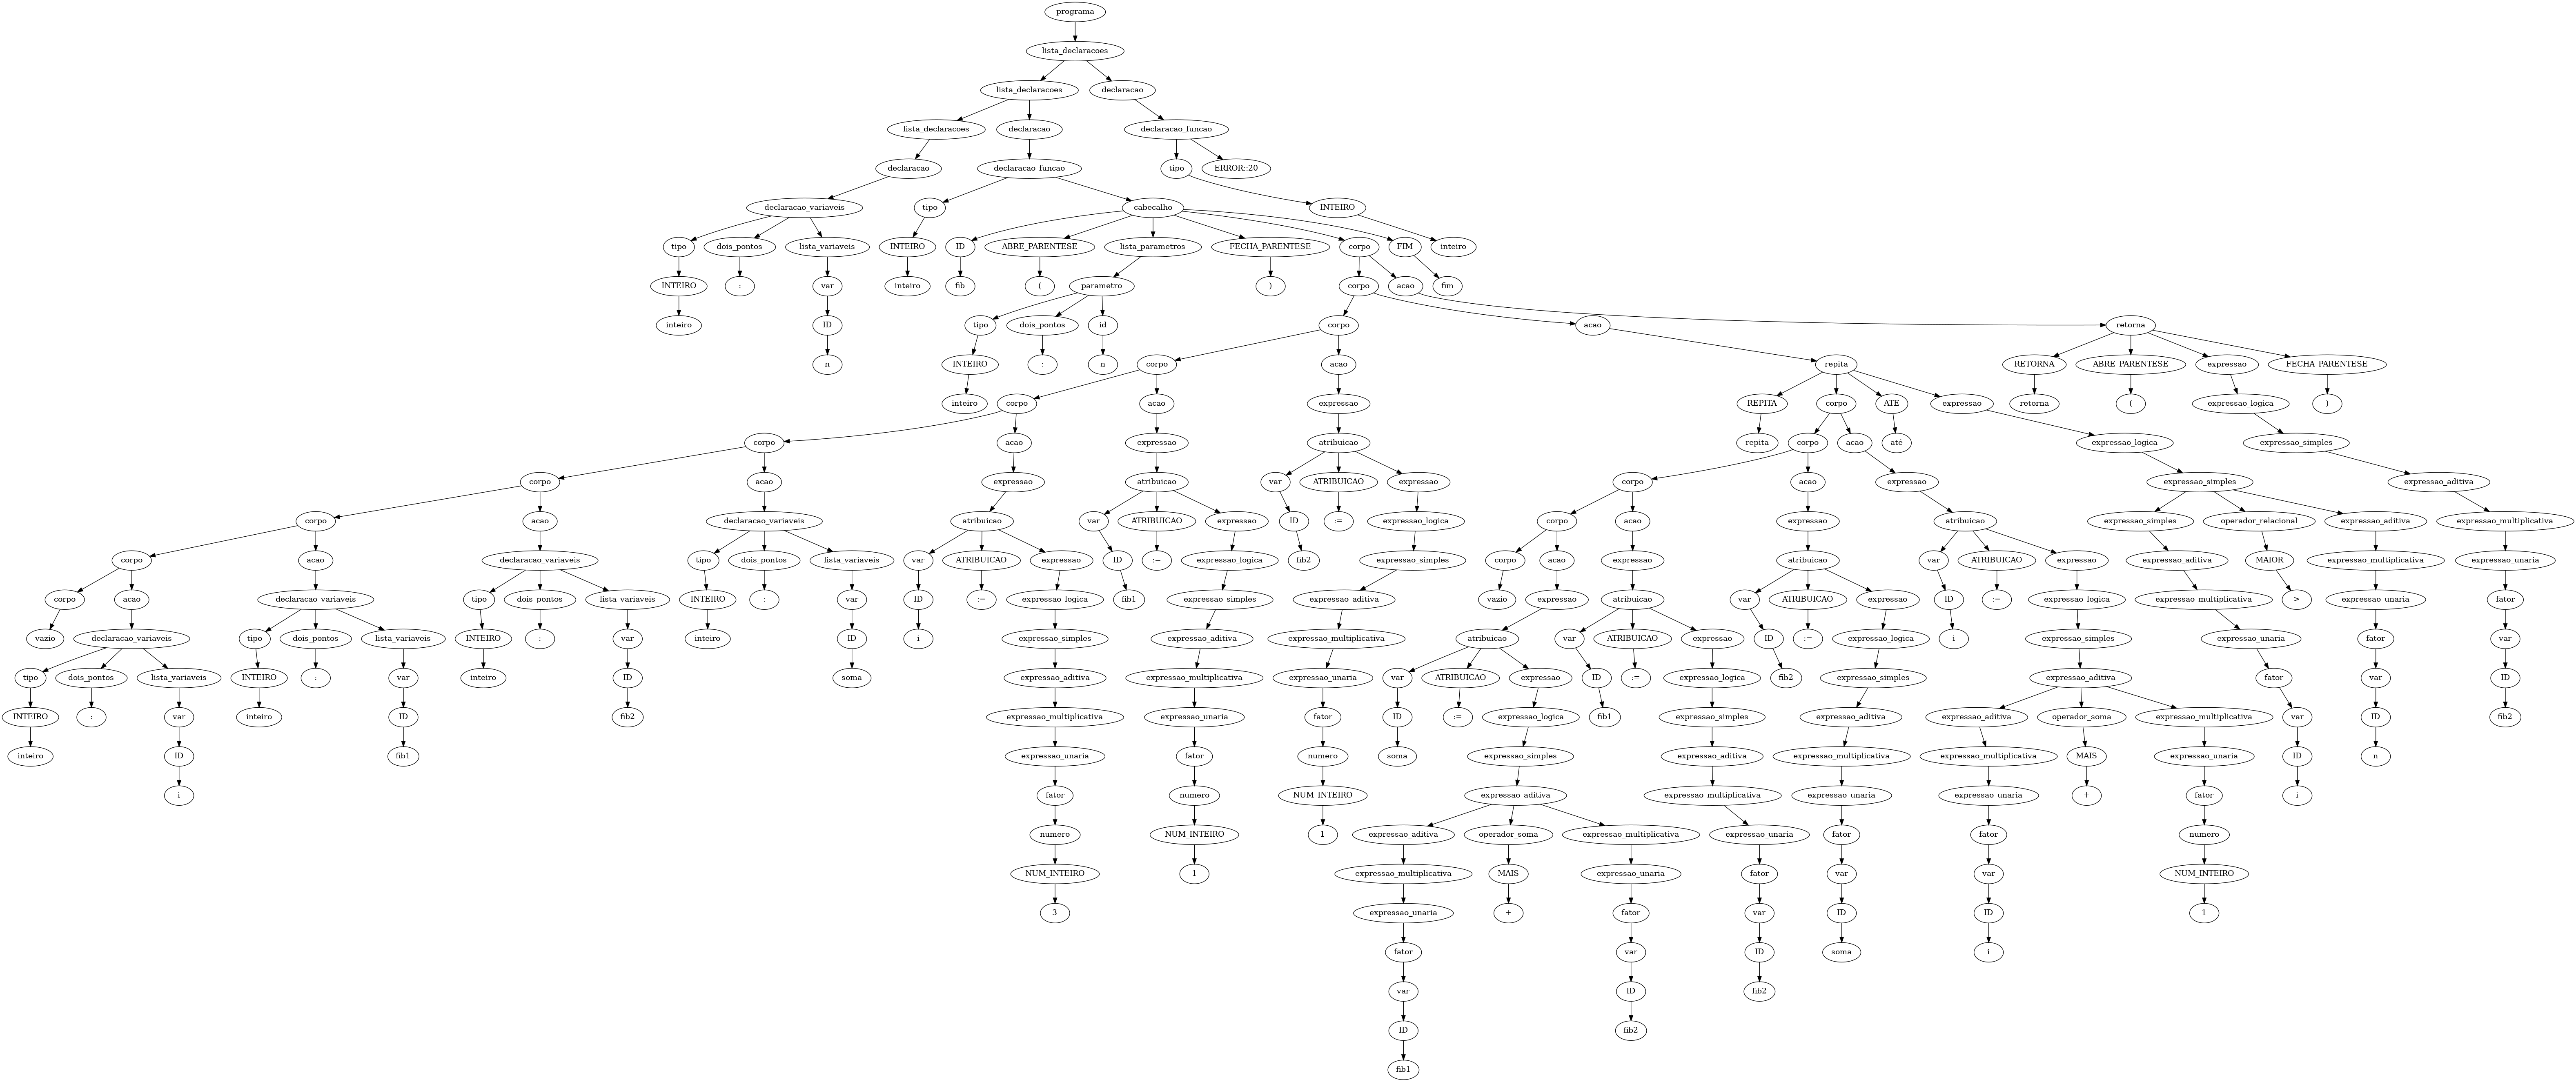 programa
lista_declaracoes
lista_declaracoes declaracao
lista_declaracoes declaracao declaracao_funcao
declaracao declaracao_funcao tipo ERROR::20
declaracao_variaveis tipo cabecalho INTEIRO
tipo dois_pontos lista_variaveis INTEIRO ID ABRE_PARENTESE lista_parametros FECHA_PARENTESE corpo FIM inteiro
INTEIRO : var inteiro fib ( parametro ) corpo acao fim
inteiro ID tipo dois_pontos id corpo acao retorna
n INTEIRO : n corpo acao repita RETORNA ABRE_PARENTESE expressao FECHA_PARENTESE
inteiro corpo acao expressao REPITA corpo ATE expressao retorna ( expressao_logica )
corpo acao expressao atribuicao repita corpo acao até expressao_logica expressao_simples
corpo acao expressao atribuicao var ATRIBUICAO expressao corpo acao expressao expressao_simples expressao_aditiva
corpo acao declaracao_variaveis atribuicao var ATRIBUICAO expressao ID := expressao_logica corpo acao expressao atribuicao expressao_simples operador_relacional expressao_aditiva expressao_multiplicativa
corpo acao declaracao_variaveis tipo dois_pontos lista_variaveis var ATRIBUICAO expressao ID := expressao_logica fib2 expressao_simples corpo acao expressao atribuicao var ATRIBUICAO expressao expressao_aditiva MAIOR expressao_multiplicativa expressao_unaria
corpo acao declaracao_variaveis tipo dois_pontos lista_variaveis INTEIRO : var ID := expressao_logica fib1 expressao_simples expressao_aditiva vazio expressao atribuicao var ATRIBUICAO expressao ID := expressao_logica expressao_multiplicativa > expressao_unaria fator
vazio declaracao_variaveis tipo dois_pontos lista_variaveis INTEIRO : var inteiro ID i expressao_simples expressao_aditiva expressao_multiplicativa atribuicao var ATRIBUICAO expressao ID := expressao_logica i expressao_simples expressao_unaria fator var
tipo dois_pontos lista_variaveis INTEIRO : var inteiro ID soma expressao_aditiva expressao_multiplicativa expressao_unaria var ATRIBUICAO expressao ID := expressao_logica fib2 expressao_simples expressao_aditiva fator var ID
INTEIRO : var inteiro ID fib2 expressao_multiplicativa expressao_unaria fator ID := expressao_logica fib1 expressao_simples expressao_aditiva expressao_aditiva operador_soma expressao_multiplicativa var ID fib2
inteiro ID fib1 expressao_unaria fator numero soma expressao_simples expressao_aditiva expressao_multiplicativa expressao_multiplicativa MAIS expressao_unaria ID n
i fator numero NUM_INTEIRO expressao_aditiva expressao_multiplicativa expressao_unaria expressao_unaria + fator i
numero NUM_INTEIRO 1 expressao_aditiva operador_soma expressao_multiplicativa expressao_unaria fator fator numero
NUM_INTEIRO 1 expressao_multiplicativa MAIS expressao_unaria fator var var NUM_INTEIRO
3 expressao_unaria + fator var ID ID 1
fator var ID soma i
var ID fib2
ID fib2
fib1